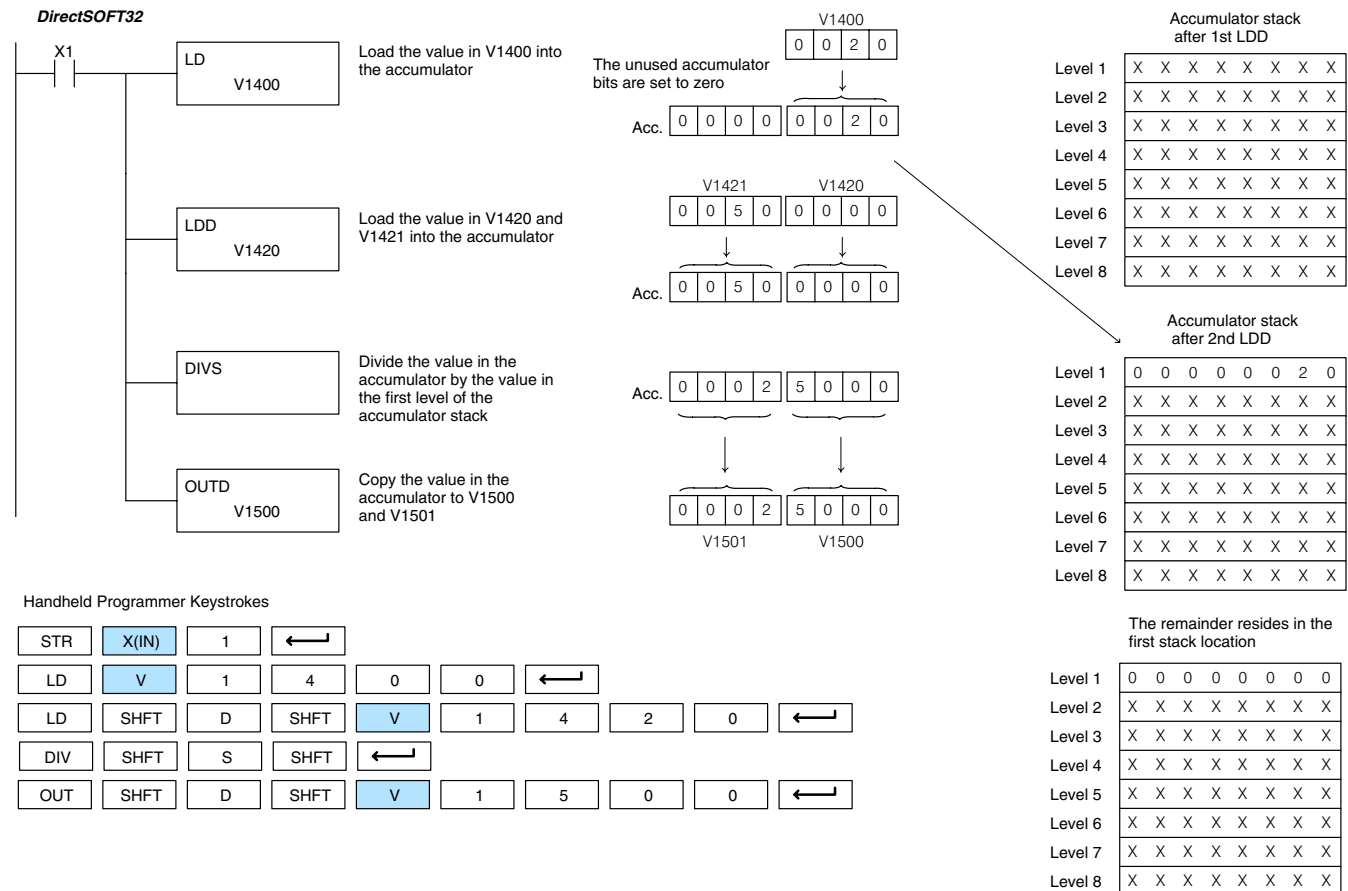 DirectSOFT32
X1
LD
V1400
Load the value in V1400 into
the accumulator
The unused accumulator
bits are set to zero
V1400
0 0 2 0
Acc. 0 0 0 0 0 0 2 0
LDD
V1420
Load the value in V1420 and
V1421 into the accumulator
V1421 V1420
0 0 5 0 0 0 0 0
Acc. 0 0 5 0 0 0 0 0
DIVS
Divide the value in the
accumulator by the value in
the first level of the
accumulator stack
Acc. 0 0 0 2 5 0 0 0
OUTD
V1500
Copy the value in the
accumulator to V1500
and V1501
0 0 0 2 5 0 0 0
V1501 V1500
Accumulator stack
after 1st LDD
Level 1 X X X X X X X X
Level 2 X X X X X X X X
Level 3 X X X X X X X X
Level 4 X X X X X X X X
Level 5 X X X X X X X X
Level 6 X X X X X X X X
Level 7 X X X X X X X X
Level 8 X X X X X X X X
Accumulator stack
after 2nd LDD
Level 1 0 0 0 0 0 0 2 0
Level 2 X X X X X X X X
Level 3 X X X X X X X X
Level 4 X X X X X X X X
Level 5 X X X X X X X X
Level 6 X X X X X X X X
Level 7 X X X X X X X X
Level 8 X X X X X X X X
The remainder resides in the
first stack location
Level 1 0 0 0 0 0 0 0 0
Level 2 X X X X X X X X
Level 3 X X X X X X X X
Level 4 X X X X X X X X
Level 5 X X X X X X X X
Level 6 X X X X X X X X
Level 7 X X X X X X X X
Level 8 X X X X X X X X
Handheld Programmer Keystrokes
STR X(IN) 1
LD V 1 4 0 0
LD SHFT D SHFT V 1 4 2 0
DIV SHFT S SHFT
OUT SHFT D SHFT V 1 5 0 0